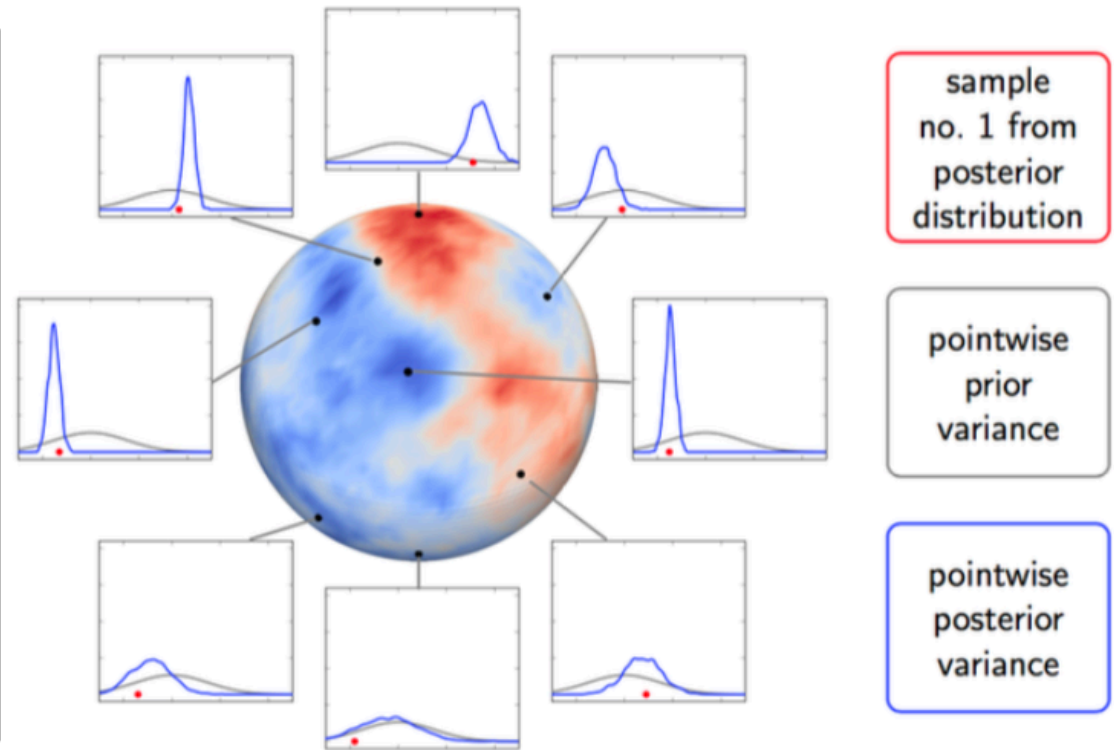 sample
no. 1 from
posterior
distribution
pointwise
prior
variance
pointwise
posterior
variance